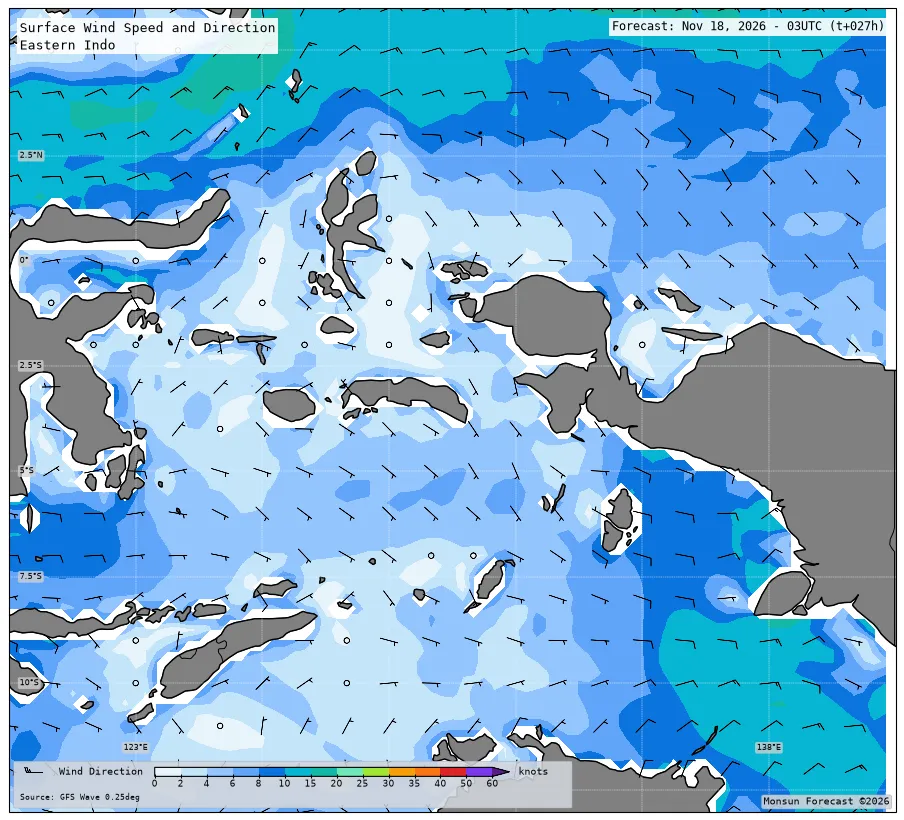 Surface Wind Speed and Direction
Eastern Indo
Forecast: Nov 18, 2026 - 03UTC (t+027h)
2.5°N
0°
2.5°S
5°S
7.5°S
10°S
123°E
138°E
Wind Direction
0 2 4 6 8 10 15 20 25 30 35 40 50 60
knots
Source: GFS Wave 0.25deg
Monsun Forecast ©2026